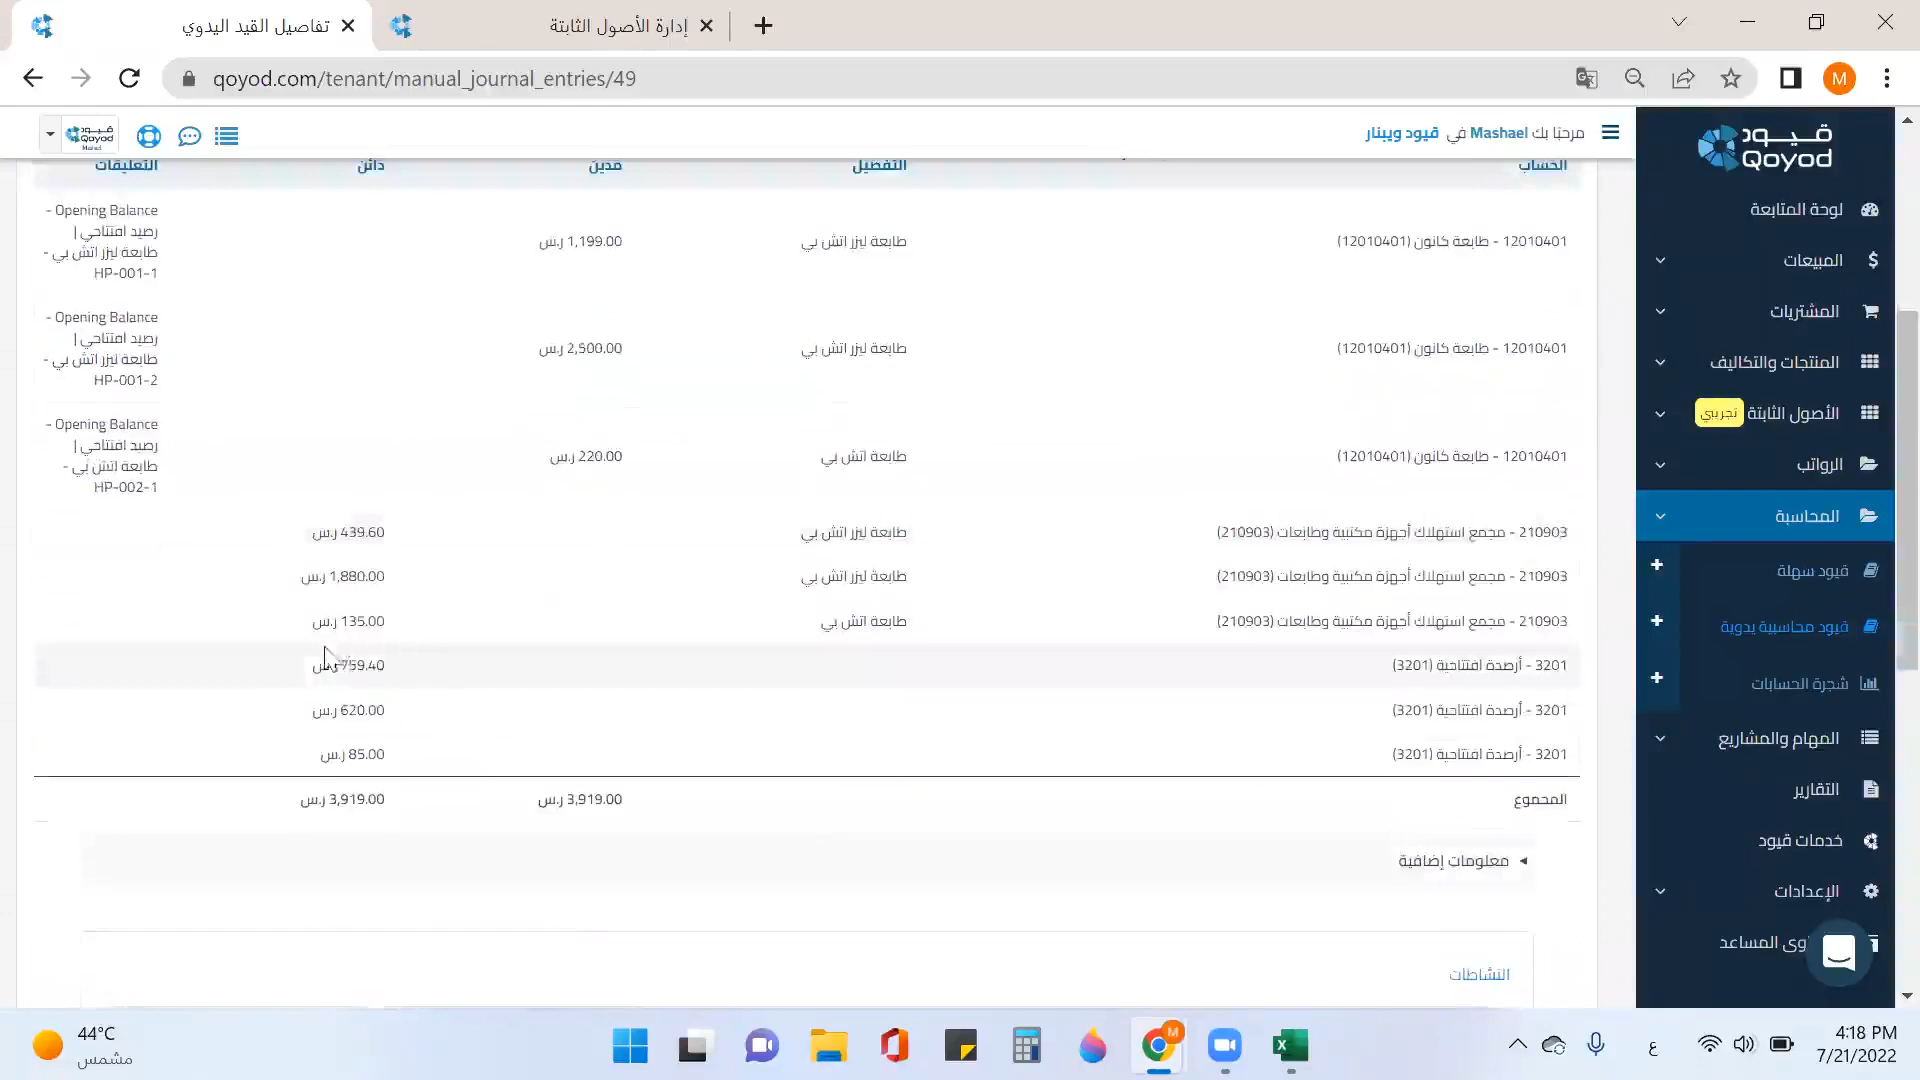 تفاصيل القيد اليدوي
إدارة الأصول الثابتة
qoyod.com/tenant/manual_journal_entries/49
M
قيود
Qoyod
مرحبًا بك Mashael في قيود ويبنار
قيود
Qoyod
الحساب التفصيل مدين دائن التعليقات
12010401 - طابعة كانون (12010401) طابعة ليزر اتش بي 1,199.00 ر.س
Opening Balance -
رصيد افتتاحي |
طابعة ليزر اتش بي -
HP-001-1
12010401 - طابعة كانون (12010401) طابعة ليزر اتش بي 2,500.00 ر.س
Opening Balance -
رصيد افتتاحي |
طابعة ليزر اتش بي -
HP-001-2
12010401 - طابعة كانون (12010401) طابعة اتش بي 220.00 ر.س
Opening Balance -
رصيد افتتاحي |
طابعة اتش بي -
HP-002-1
210903 - مجمع استهلاك أجهزة مكتبية وطابعات (210903) طابعة ليزر اتش بي 439.60 ر.س
210903 - مجمع استهلاك أجهزة مكتبية وطابعات (210903) طابعة ليزر اتش بي 1,880.00 ر.س
210903 - مجمع استهلاك أجهزة مكتبية وطابعات (210903) طابعة اتش بي 135.00 ر.س
3201 - أرصدة افتتاحية (3201) 759.40 ر.س
3201 - أرصدة افتتاحية (3201) 620.00 ر.س
3201 - أرصدة افتتاحية (3201) 85.00 ر.س
المجموع 3,919.00 ر.س 3,919.00 ر.س
معلومات إضافية
النشاطات
لوحة المتابعة
المبيعات
المشتريات
المنتجات والتكاليف
الأصول الثابتة تجريبي
الرواتب
المحاسبة
قيود سهلة
قيود محاسبية يدوية
شجرة الحسابات
المهام والمشاريع
التقارير
خدمات قيود
الإعدادات
المساعد
44°C
مشمس
M
ع
4:18 PM
7/21/2022